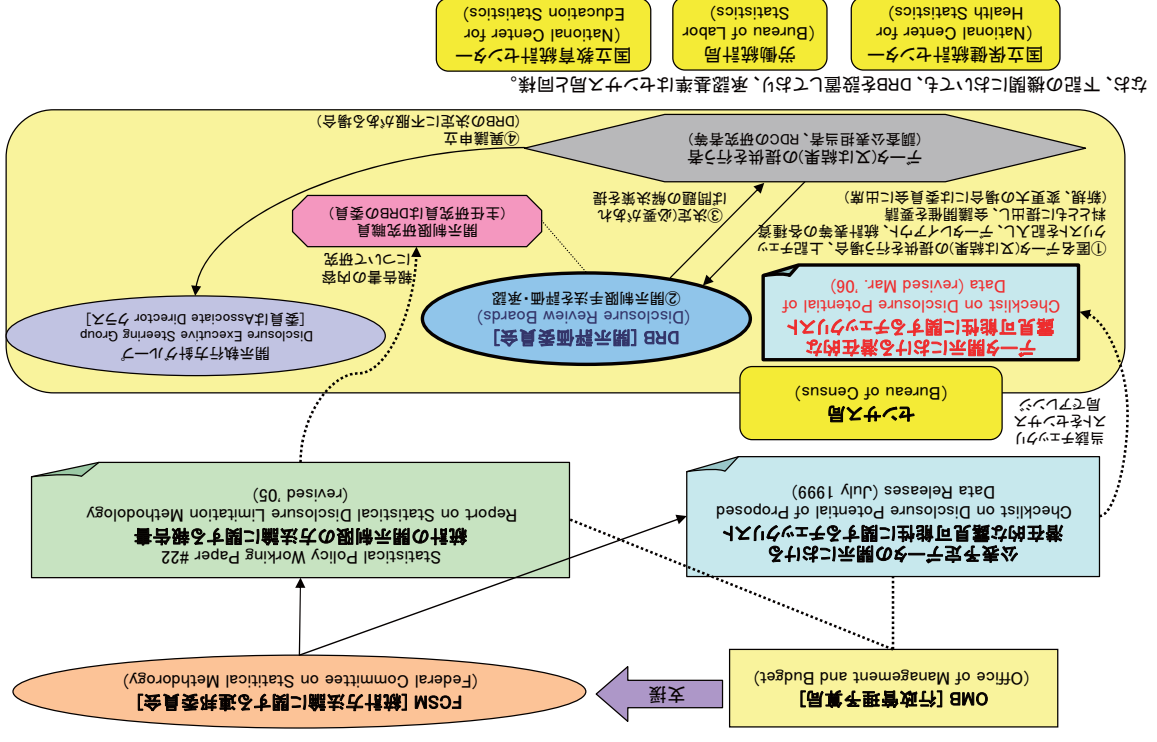 OMB [行政管理予算局]
(Office of Management and Budget)
支援
FCSM [統計方法論に関する連邦委員会]
(Federal Committee on Statitical Methdorogy)
公表予定データの開示における
潜在的な露見可能性に関するチェックリスト
Checklist on Disclosure Potential of Proposed
Data Releases (July 1999)
Statistical Policy Working Paper #22
統計の開示制限の方法論に関する報告書
Report on Statistical Disclosure Limitation Methodology
(revised '05)
当該チェックリ
ストをセンサス
局でアレンジ
センサス局
(Bureau of Census)
データ開示における潜在的な
露見可能性に関するチェックリスト
Checklist on Disclosure Potential of
Data (revised Mar. '06)
DRB [開示評価委員会]
(Disclosure Review Boards)
②開示制限手法を評価・承認
開示執行方針グループ
Disclosure Executive Steering Group
[委員はAssociate Director クラス]
報告書の内容
について研究
①匿名データ(又は結果)の提供を行う場合、上記チェッ
クリストを記入し、データレイアウト、統計表等の各種資
料とともに提出し、会議開催を要請
(新規、変更大の場合には委員会に出席)
③決定(必要があれ
ば問題の解決策を提
開示制限研究職員
(主任研究員はDRBの委員)
データ(又は結果)の提供を行う者
(調査公表担当者、RDCの研究者等)
④異議申立
(DRBの決定に不服がある場合)
なお、下記の機関においても、DRBを設置しており、承認基準はセンサス局と同様。
国立保健統計センター
(National Center for
Health Statistics)
労働統計局
(Bureau of Labor
Statistics)
国立教育統計センター
(National Center for
Education Statistics)